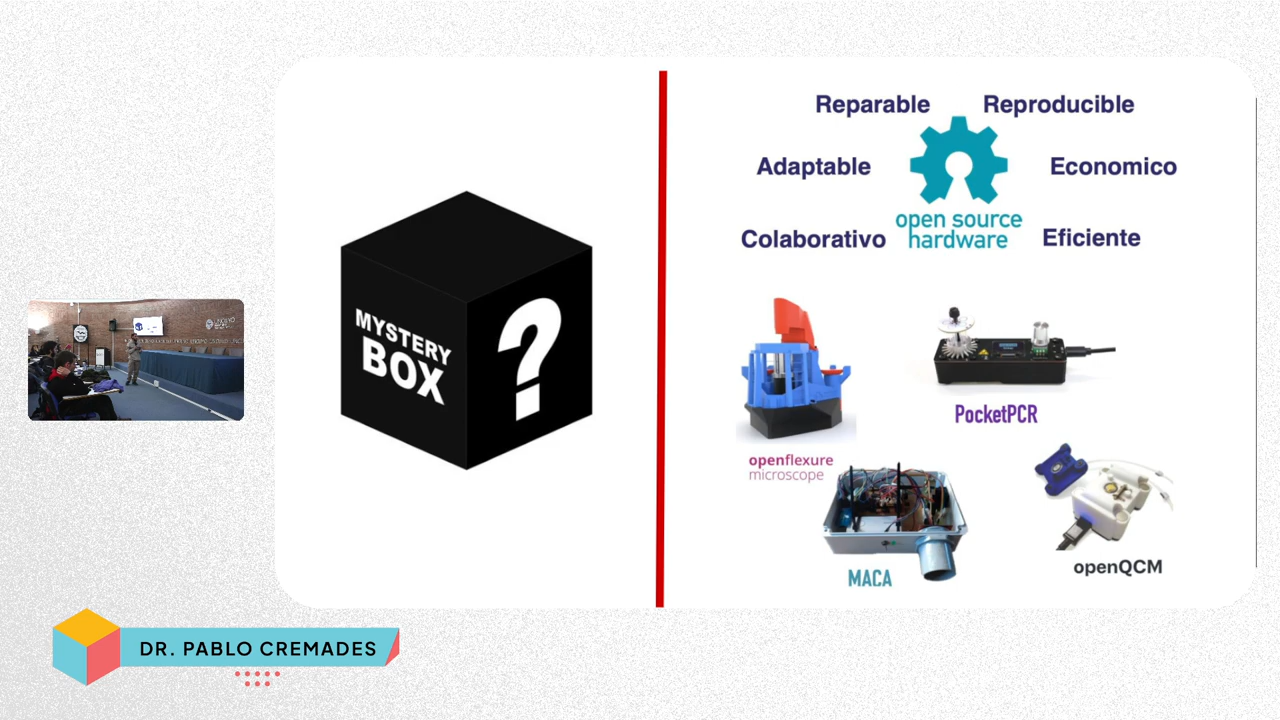 MYSTERY
BOX
?
Reparable
Reproducible
Adaptable
Economico
open source
hardware
Colaborativo
Eficiente
PocketPCR
openflexure
microscope
MACA
openQCM
DR. PABLO CREMADES